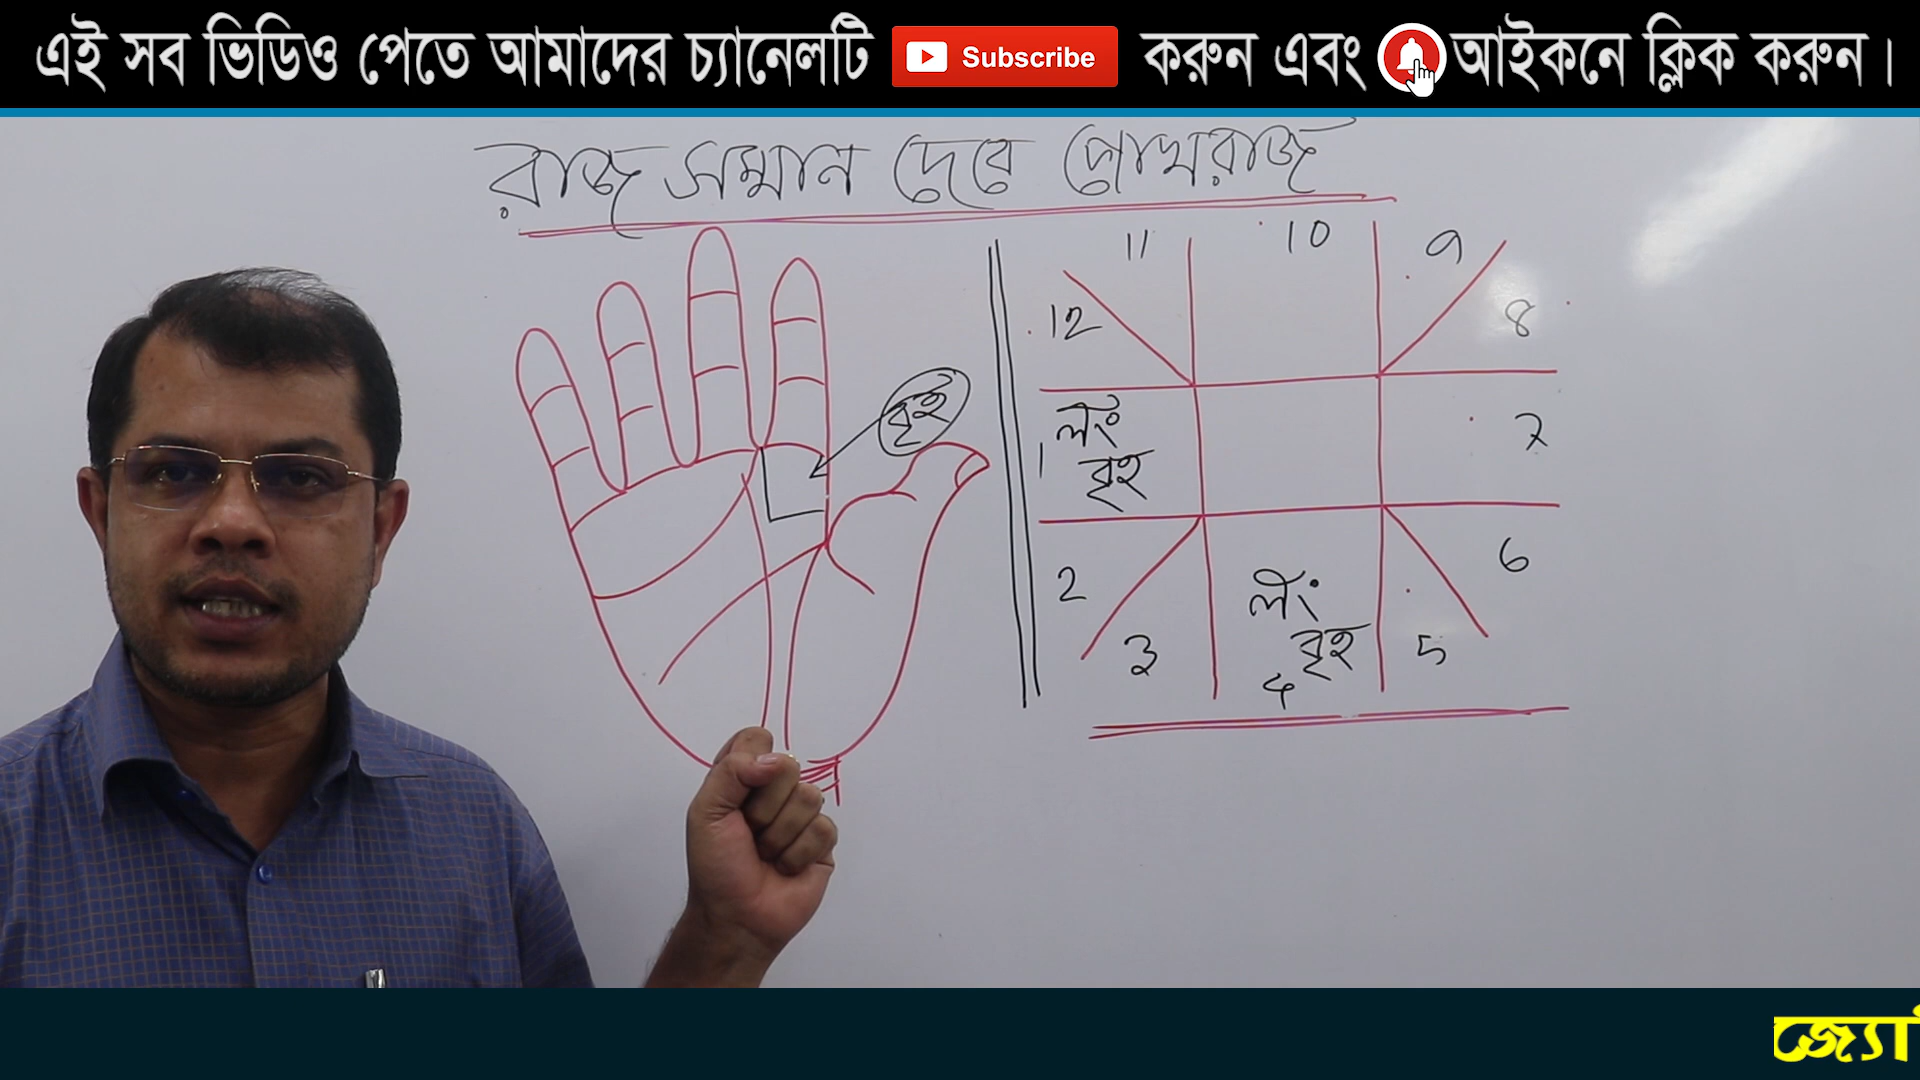 এই সব ভিডিও পেতে আমাদের চ্যানেলটি Subscribe করুন এবং আইকনে ক্লিক করুন।
রাজ সম্মান দেবে পোখরাজ
11 10 9
12 8
বৃহ
লং
বৃহ
1 7
2 6
লং
বৃহ
3 4 5
জ্যো